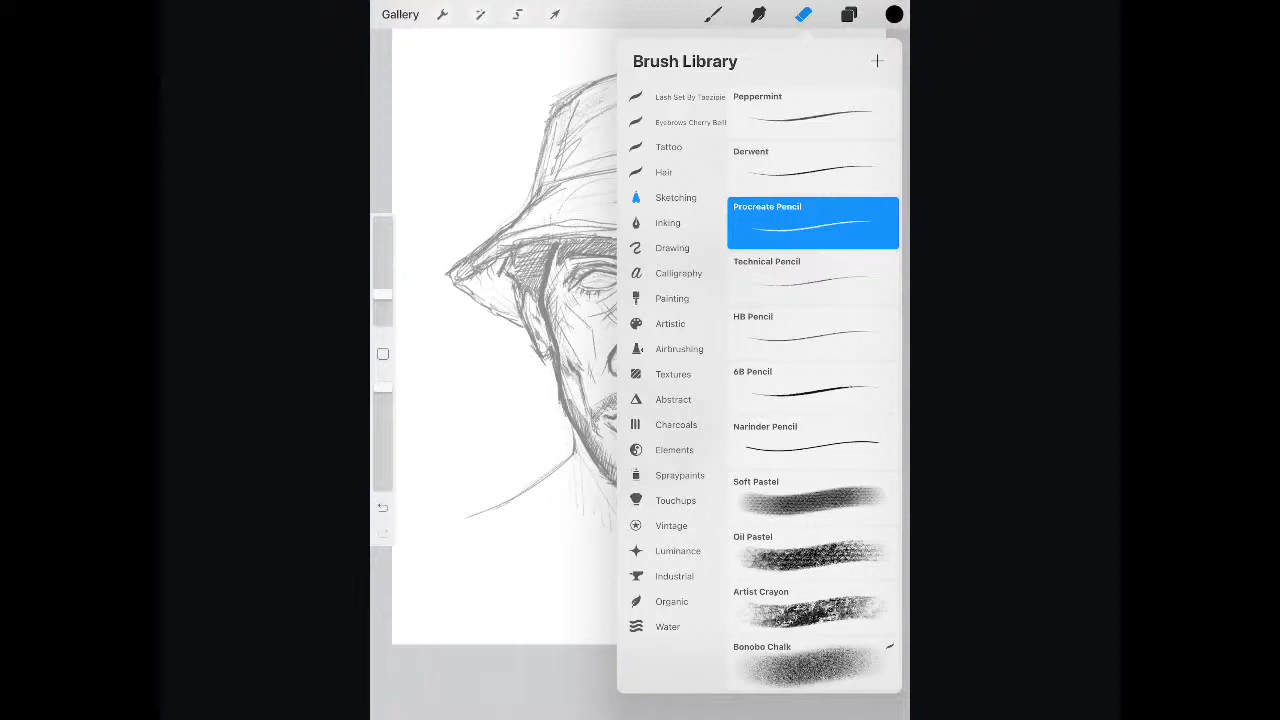 Gallery
Brush Library
Lash Set By Taozipie
Eyebrows Cherry Bell
Tattoo
Hair
Sketching
Inking
Drawing
Calligraphy
Painting
Artistic
Airbrushing
Textures
Abstract
Charcoals
Elements
Spraypaints
Touchups
Vintage
Luminance
Industrial
Organic
Water
Peppermint
Derwent
Procreate Pencil
Technical Pencil
HB Pencil
6B Pencil
Narinder Pencil
Soft Pastel
Oil Pastel
Artist Crayon
Bonobo Chalk